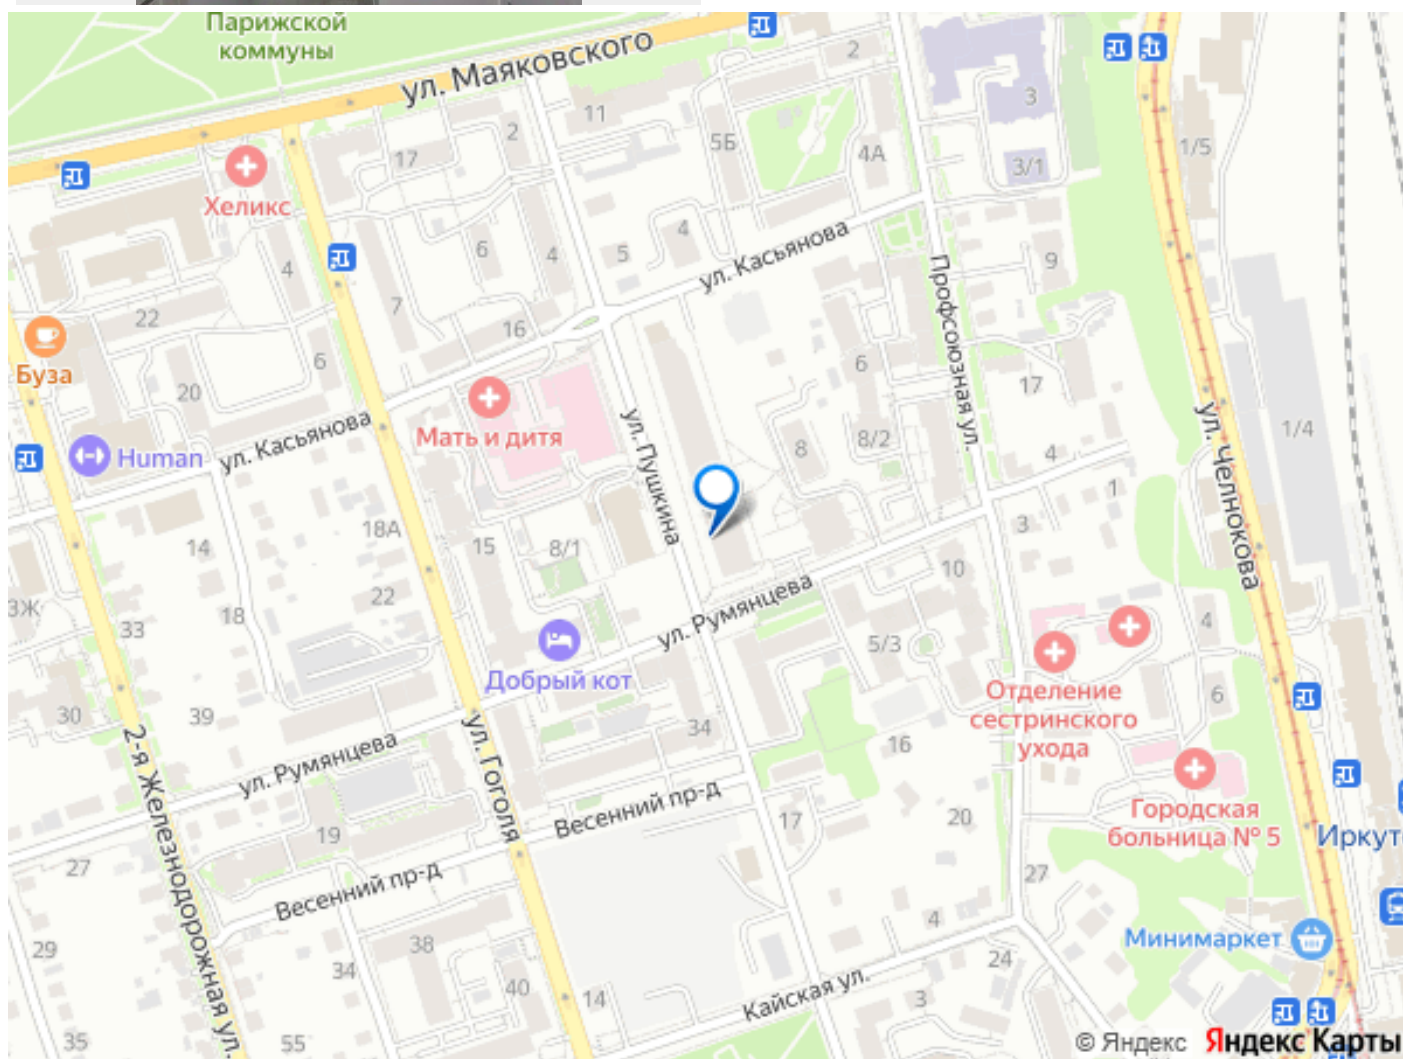 Парижской
коммуны
ул. Маяковского
2
11
3
5Б
2
17
4А
3/1
1/5
Хеликс
4
6
5
4
ул. Касьянова
9
4
7
22
16
Профсоюзная ул.
6
6
17
Буза
20
Мать и дитя
ул. Касьянова
Human
ул. Пушкина
8
8/2
4
1/4
ул. Челнокова
1
18А
3
14
15
8/1
10
22
ул. Румянцева
3Ж
18
33
5/3
4
Добрый кот
Отделение
сестринского
ухода
6
30
39
34
16
ул. Румянцева
ул. Гоголя
2-я Железнодорожная ул.
Весенний пр-д
Городская
больница № 5
Иркут
19
17
20
27
27
Весенний пр-д
4
Минимаркет
29
38
34
24
Кайская ул.
40
14
3
35
55
© Яндекс
Яндекс Карты